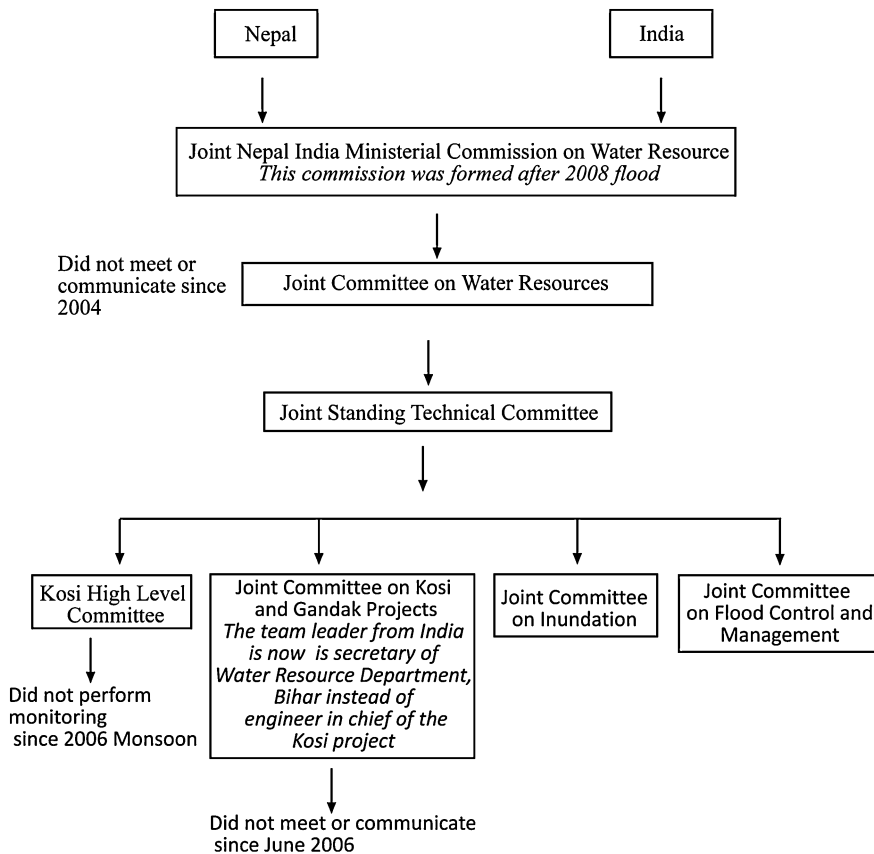 Nepal
India
Joint Nepal India Ministerial Commission on Water Resource
This commission was formed after 2008 flood
Did not meet or
communicate since
2004
Joint Committee on Water Resources
Joint Standing Technical Committee
Kosi High Level
Committee
Joint Committee on Kosi
and Gandak Projects
The team leader from India
is now is secretary of
Water Resource Department,
Bihar instead of
engineer in chief of the
Kosi project
Joint Committee
on Inundation
Joint Committee
on Flood Control and
Management
Did not perform
monitoring
since 2006 Monsoon
Did not meet or communicate
since June 2006